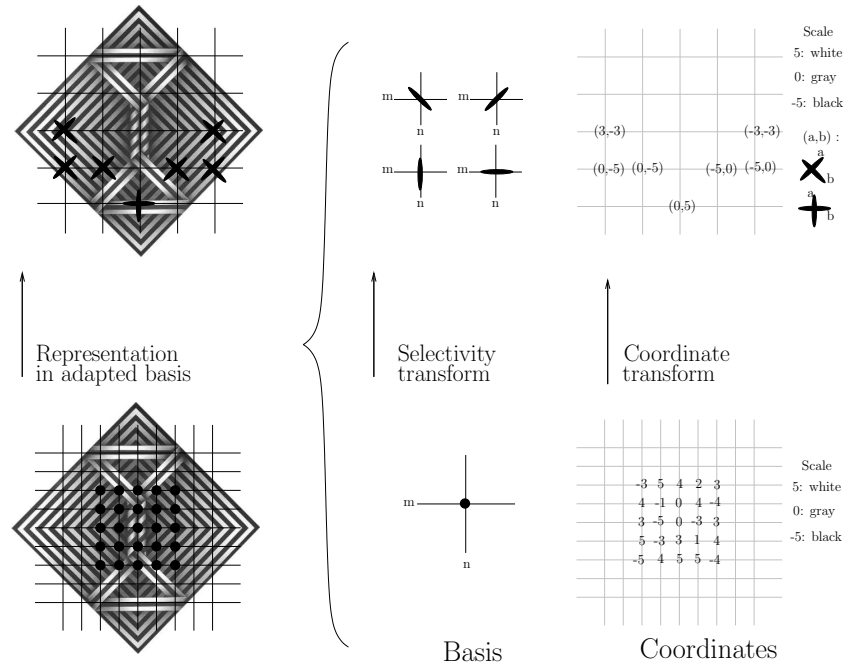 Scale
5: white
0: gray
-5: black
m m
n n
(3,-3) (-3,-3)
(a,b) :
a
b
m m
n n
(0,-5) (0,-5) (-5,0) (-5,0)
a
b
(0,5)
Representation
in adapted basis
Selectivity
transform
Coordinate
transform
Scale
5: white
0: gray
-5: black
m
n
-3 5 4 2 3
4 -1 0 4 -4
3 -5 0 -3 3
5 -3 3 1 4
-5 4 5 5 -4
Basis
Coordinates